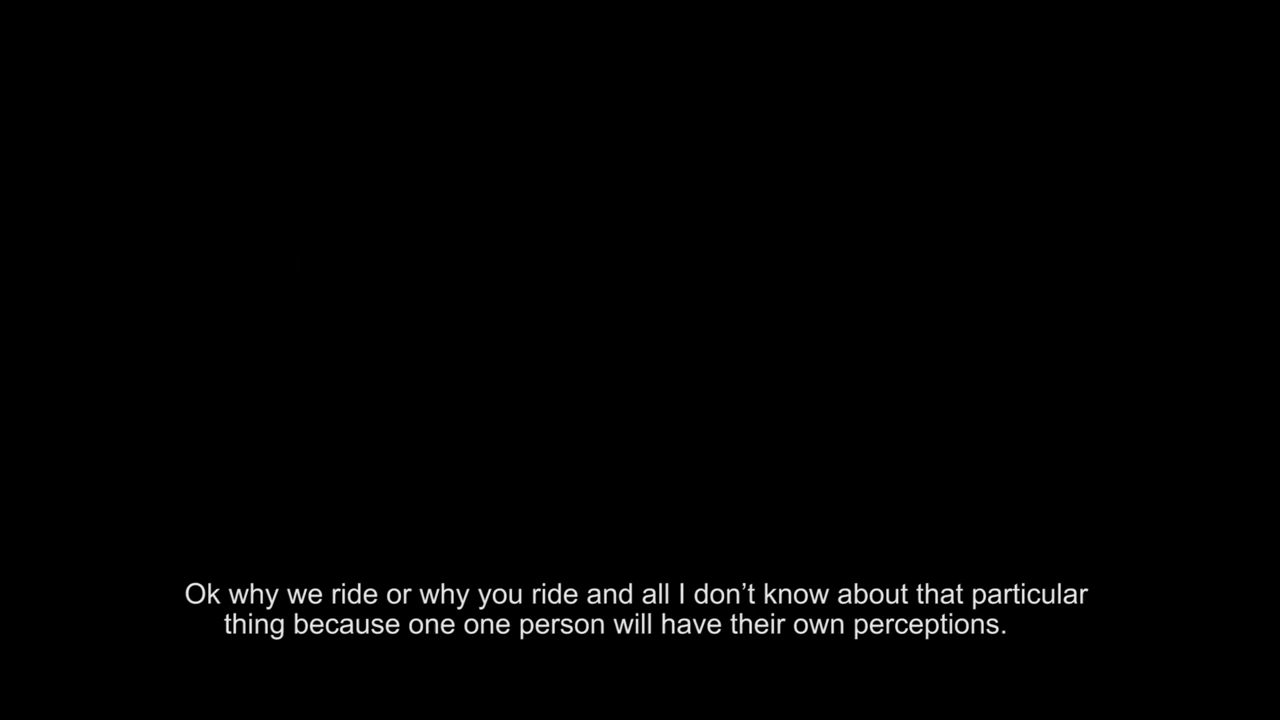 Ok why we ride or why you ride and all I don’t know about that particular
thing because one one person will have their own perceptions.